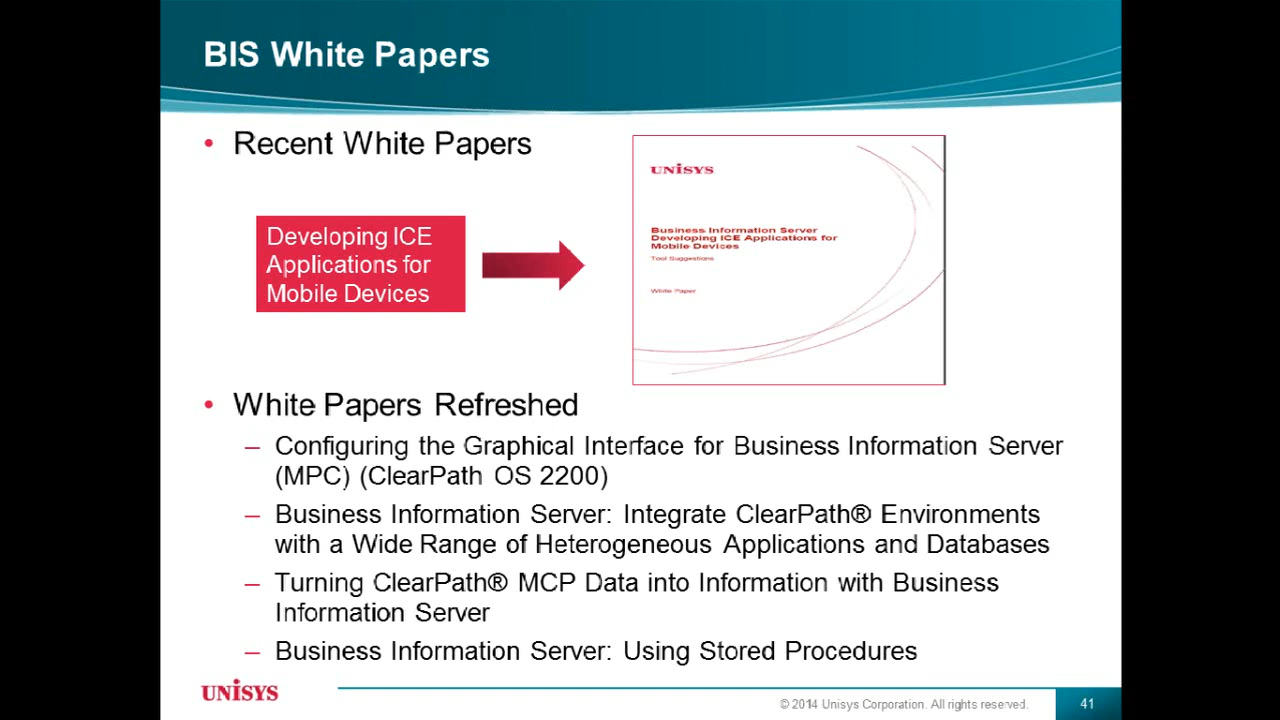 BIS White Papers
• Recent White Papers
Developing ICE
Applications for
Mobile Devices
UNISYS
Business Information Server
Developing ICE Applications for
Mobile Devices
Tool Suggestions
White Paper
• White Papers Refreshed
– Configuring the Graphical Interface for Business Information Server
(MPC) (ClearPath OS 2200)
– Business Information Server: Integrate ClearPath® Environments
with a Wide Range of Heterogeneous Applications and Databases
– Turning ClearPath® MCP Data into Information with Business
Information Server
– Business Information Server: Using Stored Procedures
UNISYS
© 2014 Unisys Corporation. All rights reserved.
41